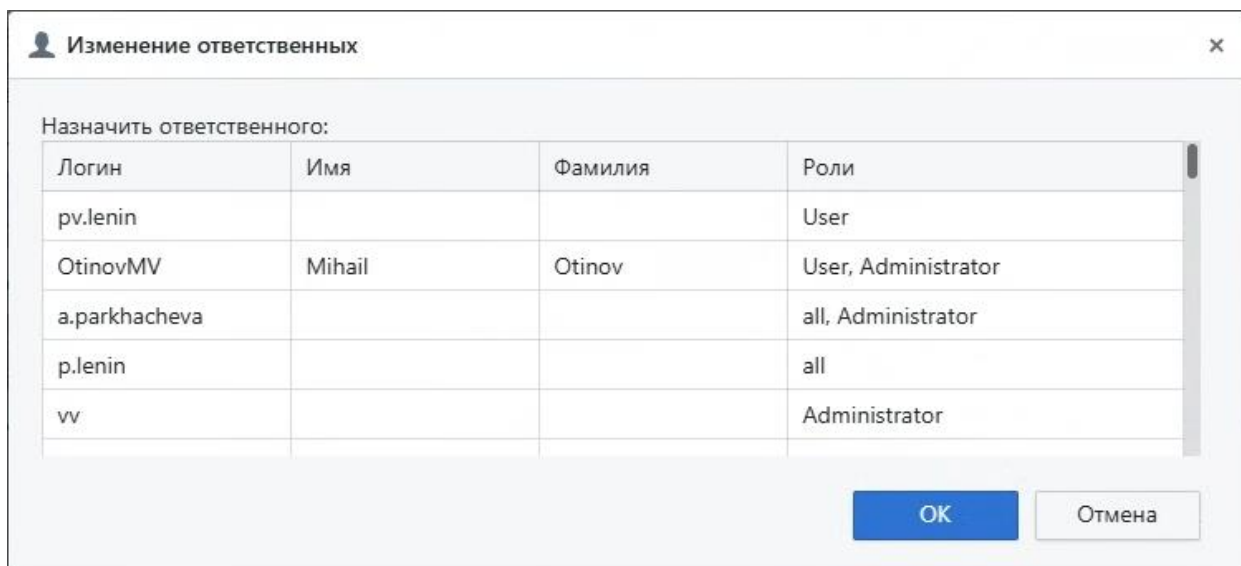 Изменение ответственных
Назначить ответственного:
Логин Имя Фамилия Роли
pv.lenin User
OtinovMV Mihail Otinov User, Administrator
a.parkhacheva all, Administrator
p.lenin all
vv Administrator
OK Отмена